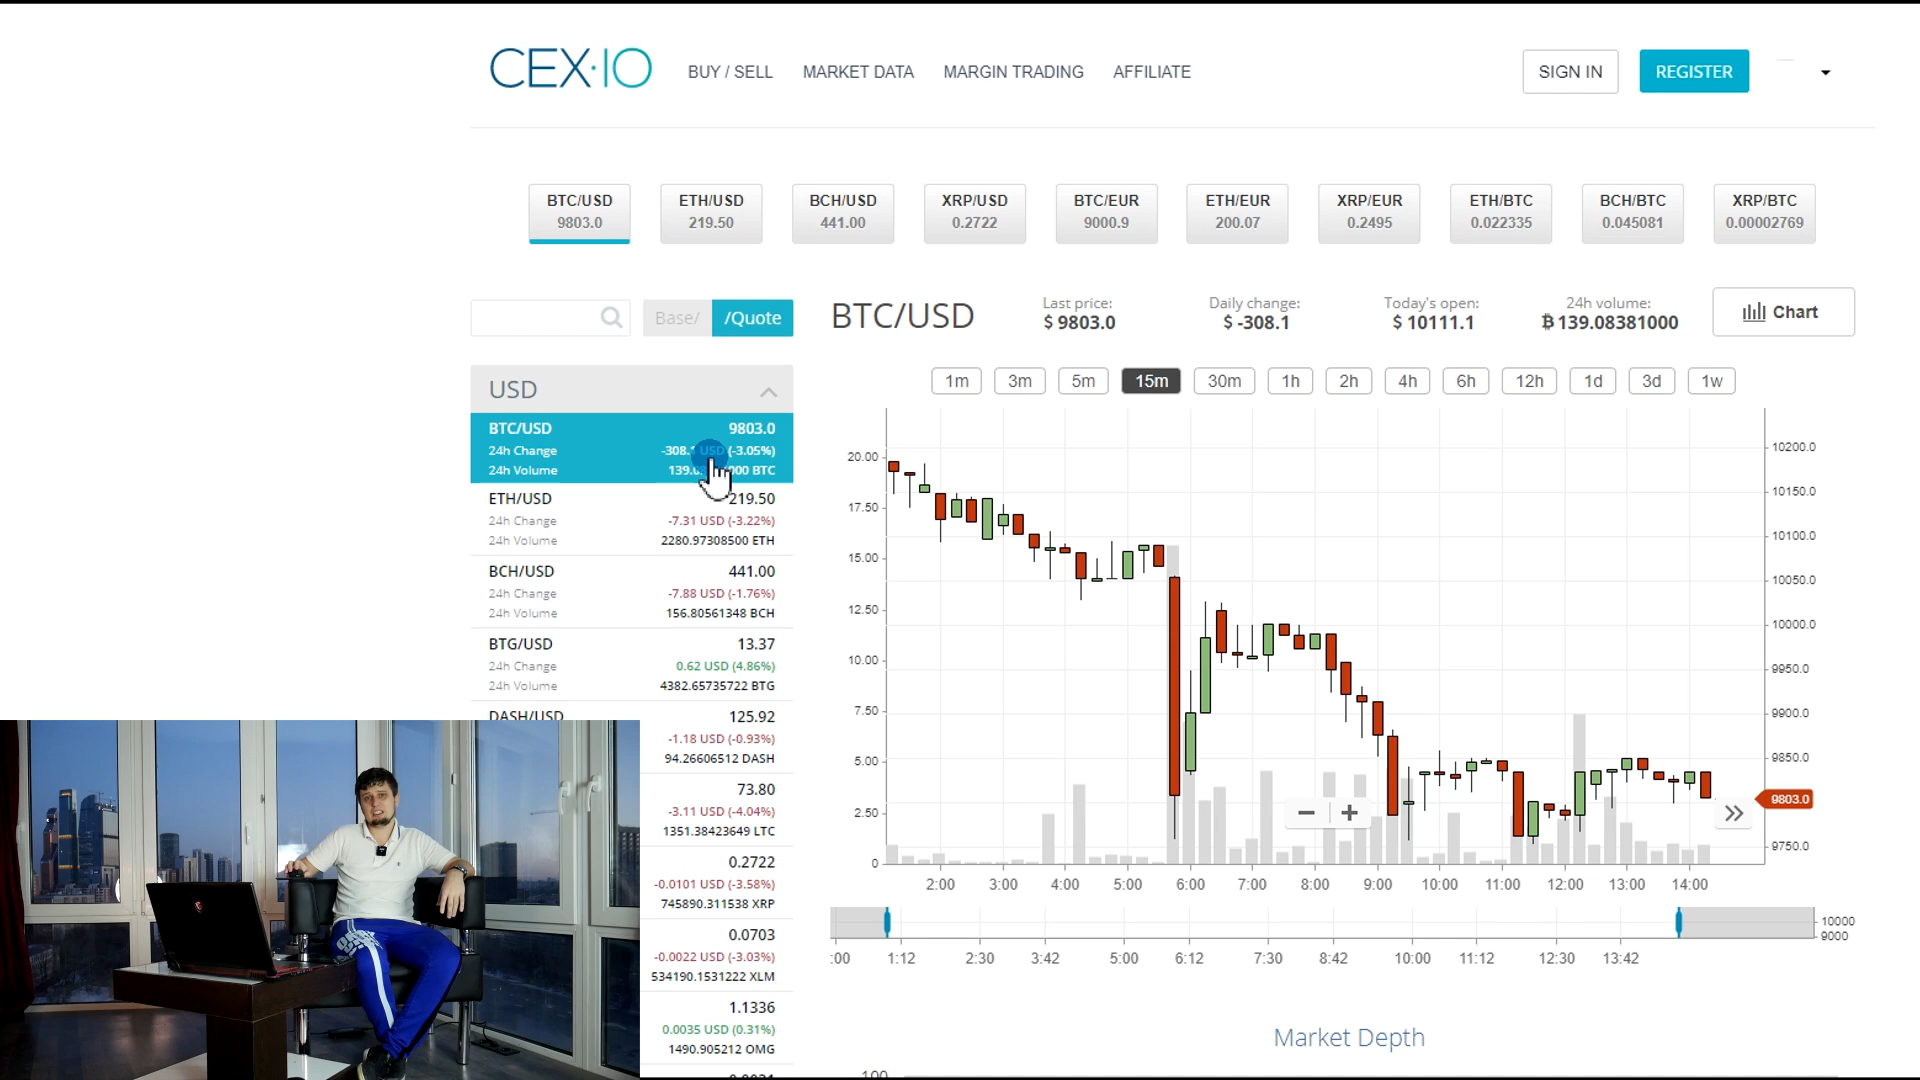 CEX·IO
BUY / SELL
MARKET DATA
MARGIN TRADING
AFFILIATE
SIGN IN
REGISTER
BTC/USD
9803.0
ETH/USD
219.50
BCH/USD
441.00
XRP/USD
0.2722
BTC/EUR
9000.9
ETH/EUR
200.07
XRP/EUR
0.2495
ETH/BTC
0.022335
BCH/BTC
0.045081
XRP/BTC
0.00002769
Base/
/Quote
USD
BTC/USD 9803.0
24h Change (-3.05%)
24h Volume BTC
ETH/USD 219.50
24h Change -7.31 USD (-3.22%)
24h Volume 2280.97308500 ETH
BCH/USD 441.00
24h Change -7.88 USD (-1.76%)
24h Volume 156.80561348 BCH
BTG/USD 13.37
24h Change 0.62 USD (4.86%)
24h Volume 4382.65735722 BTG
DASH/USD 125.92
-1.18 USD (-0.93%)
94.26606512 DASH
73.80
-3.11 USD (-4.04%)
1351.38423649 LTC
0.2722
-0.0101 USD (-3.58%)
745890.311538 XRP
0.0703
-0.0022 USD (-3.03%)
534190.1531222 XLM
1.1336
0.0035 USD (0.31%)
1490.905212 OMG
BTC/USD
Last price:
$ 9803.0
Daily change:
$ -308.1
Today's open:
$ 10111.1
24h volume:
₿ 139.08381000
Chart
1m 3m 5m 15m 30m 1h 2h 4h 6h 12h 1d 3d 1w
20.00
17.50
15.00
12.50
10.00
7.50
5.00
2.50
0
10200.0
10150.0
10100.0
10050.0
10000.0
9950.0
9900.0
9850.0
9803.0
9750.0
− +
»
2:00 3:00 4:00 5:00 6:00 7:00 8:00 9:00 10:00 11:00 12:00 13:00 14:00
10000
9000
:00 1:12 2:30 3:42 5:00 6:12 7:30 8:42 10:00 11:12 12:30 13:42
Market Depth
100